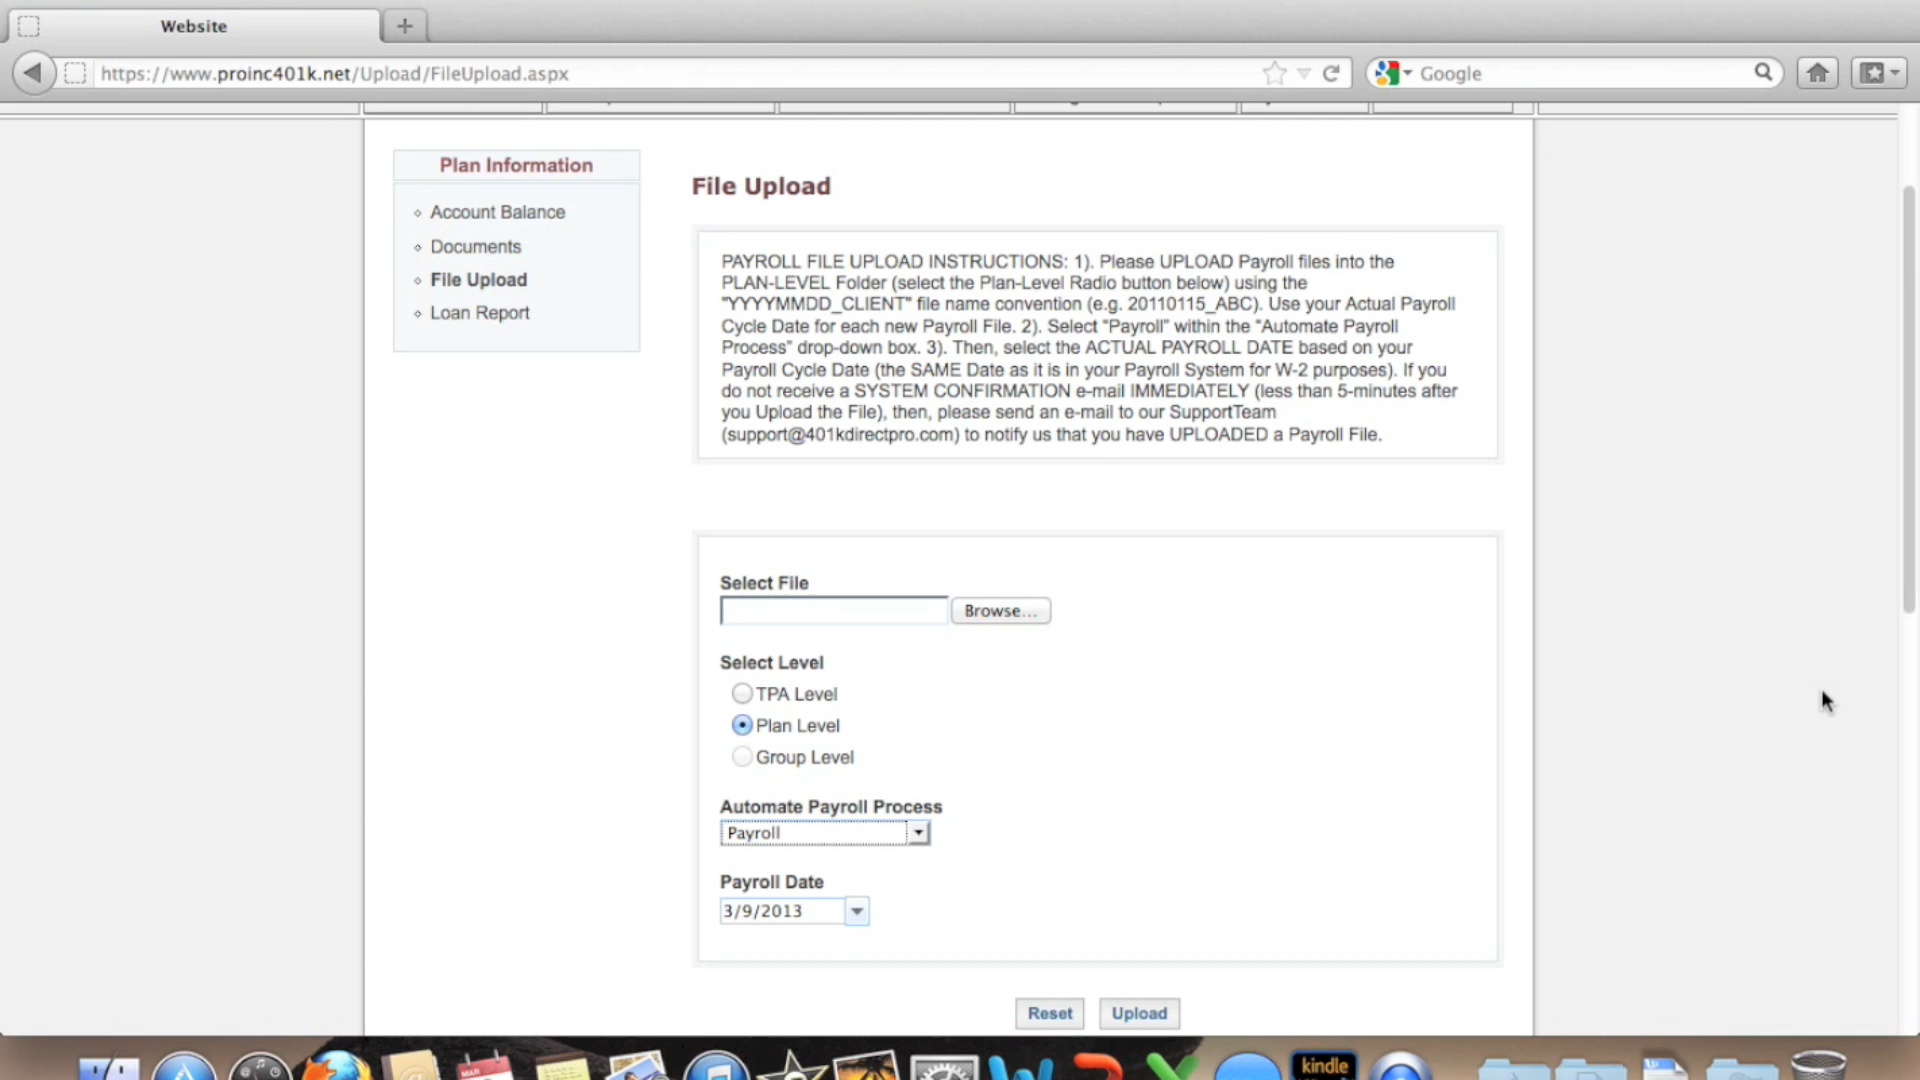 Website
https://www.proinc401k.net/Upload/FileUpload.aspx
Google
Plan Information
Account Balance
Documents
File Upload
Loan Report
File Upload
PAYROLL FILE UPLOAD INSTRUCTIONS: 1). Please UPLOAD Payroll files into the
PLAN-LEVEL Folder (select the Plan-Level Radio button below) using the
"YYYYMMDD_CLIENT" file name convention (e.g. 20110115_ABC). Use your Actual Payroll
Cycle Date for each new Payroll File. 2). Select "Payroll" within the "Automate Payroll
Process" drop-down box. 3). Then, select the ACTUAL PAYROLL DATE based on your
Payroll Cycle Date (the SAME Date as it is in your Payroll System for W-2 purposes). If you
do not receive a SYSTEM CONFIRMATION e-mail IMMEDIATELY (less than 5-minutes after
you Upload the File), then, please send an e-mail to our SupportTeam
(support@401kdirectpro.com) to notify us that you have UPLOADED a Payroll File.
Select File
Browse...
Select Level
TPA Level
Plan Level
Group Level
Automate Payroll Process
Payroll
Payroll Date
3/9/2013
Reset Upload
MAR
kindle